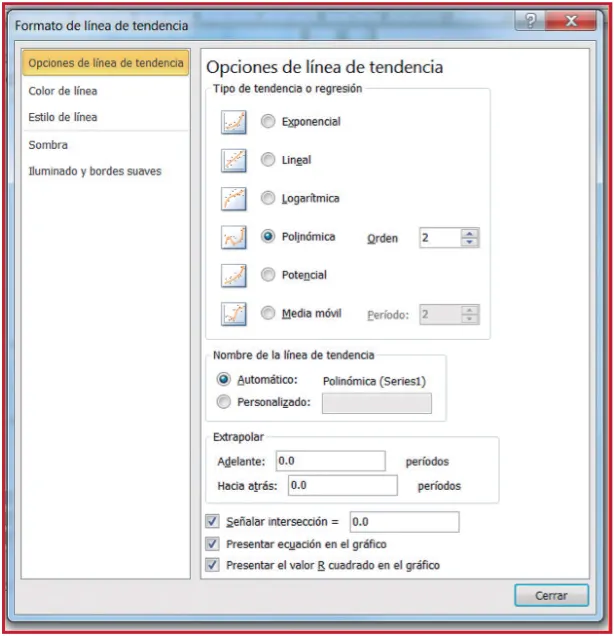 Formato de línea de tendencia
Opciones de línea de tendencia
Color de línea
Estilo de línea
Sombra
Iluminado y bordes suaves
Opciones de línea de tendencia
Tipo de tendencia o regresión
Exponencial
Lineal
Logarítmica
Polinómica Orden 2
Potencial
Media móvil Período: 2
Nombre de la línea de tendencia
Automático: Polinómica (Series1)
Personalizado:
Extrapolar
Adelante: 0.0 períodos
Hacia atrás: 0.0 períodos
Señalar intersección = 0.0
Presentar ecuación en el gráfico
Presentar el valor R cuadrado en el gráfico
Cerrar